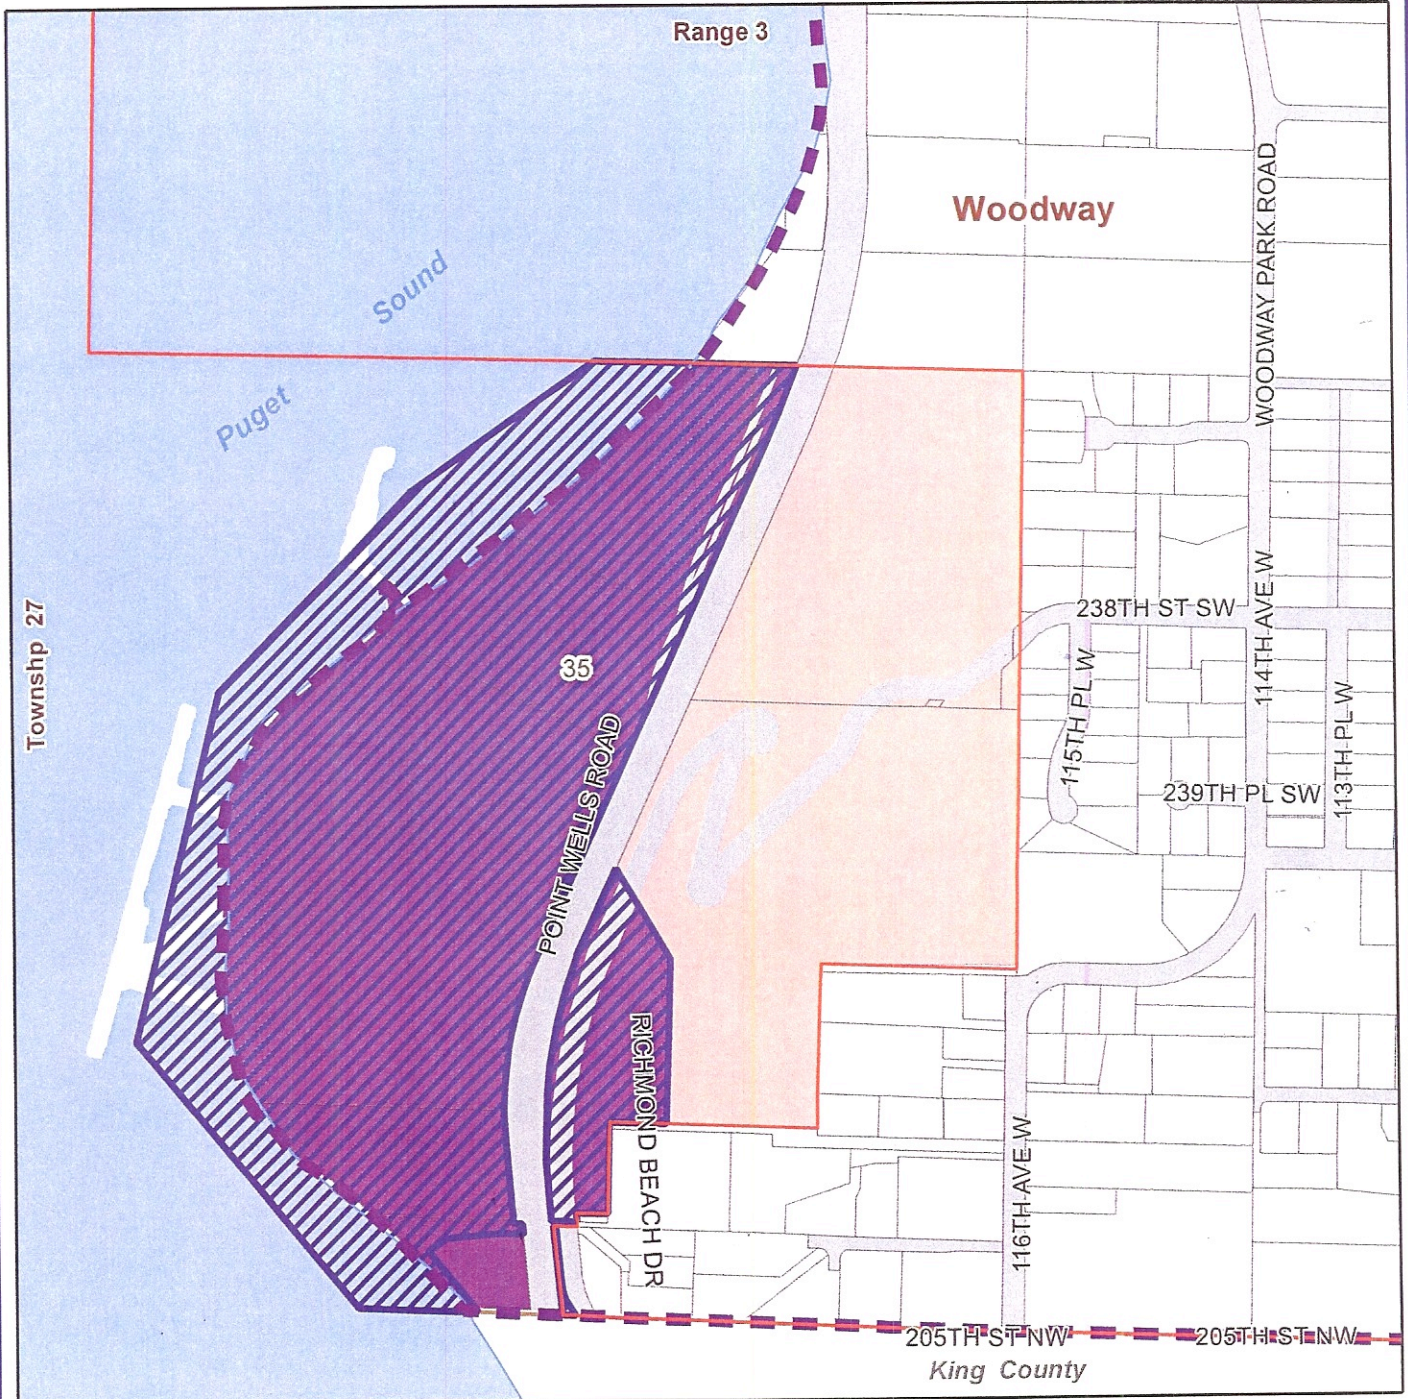 Range 3
Woodway
WOODWAY PARK ROAD
Sound
Puget
Townshp 27
35
238TH ST SW
114TH AVE W
115TH PL W
113TH PL W
239TH PL SW
POINT WELLS ROAD
RICHMOND BEACH DR
116TH AVE W
205TH ST NW
205TH ST NW
King County